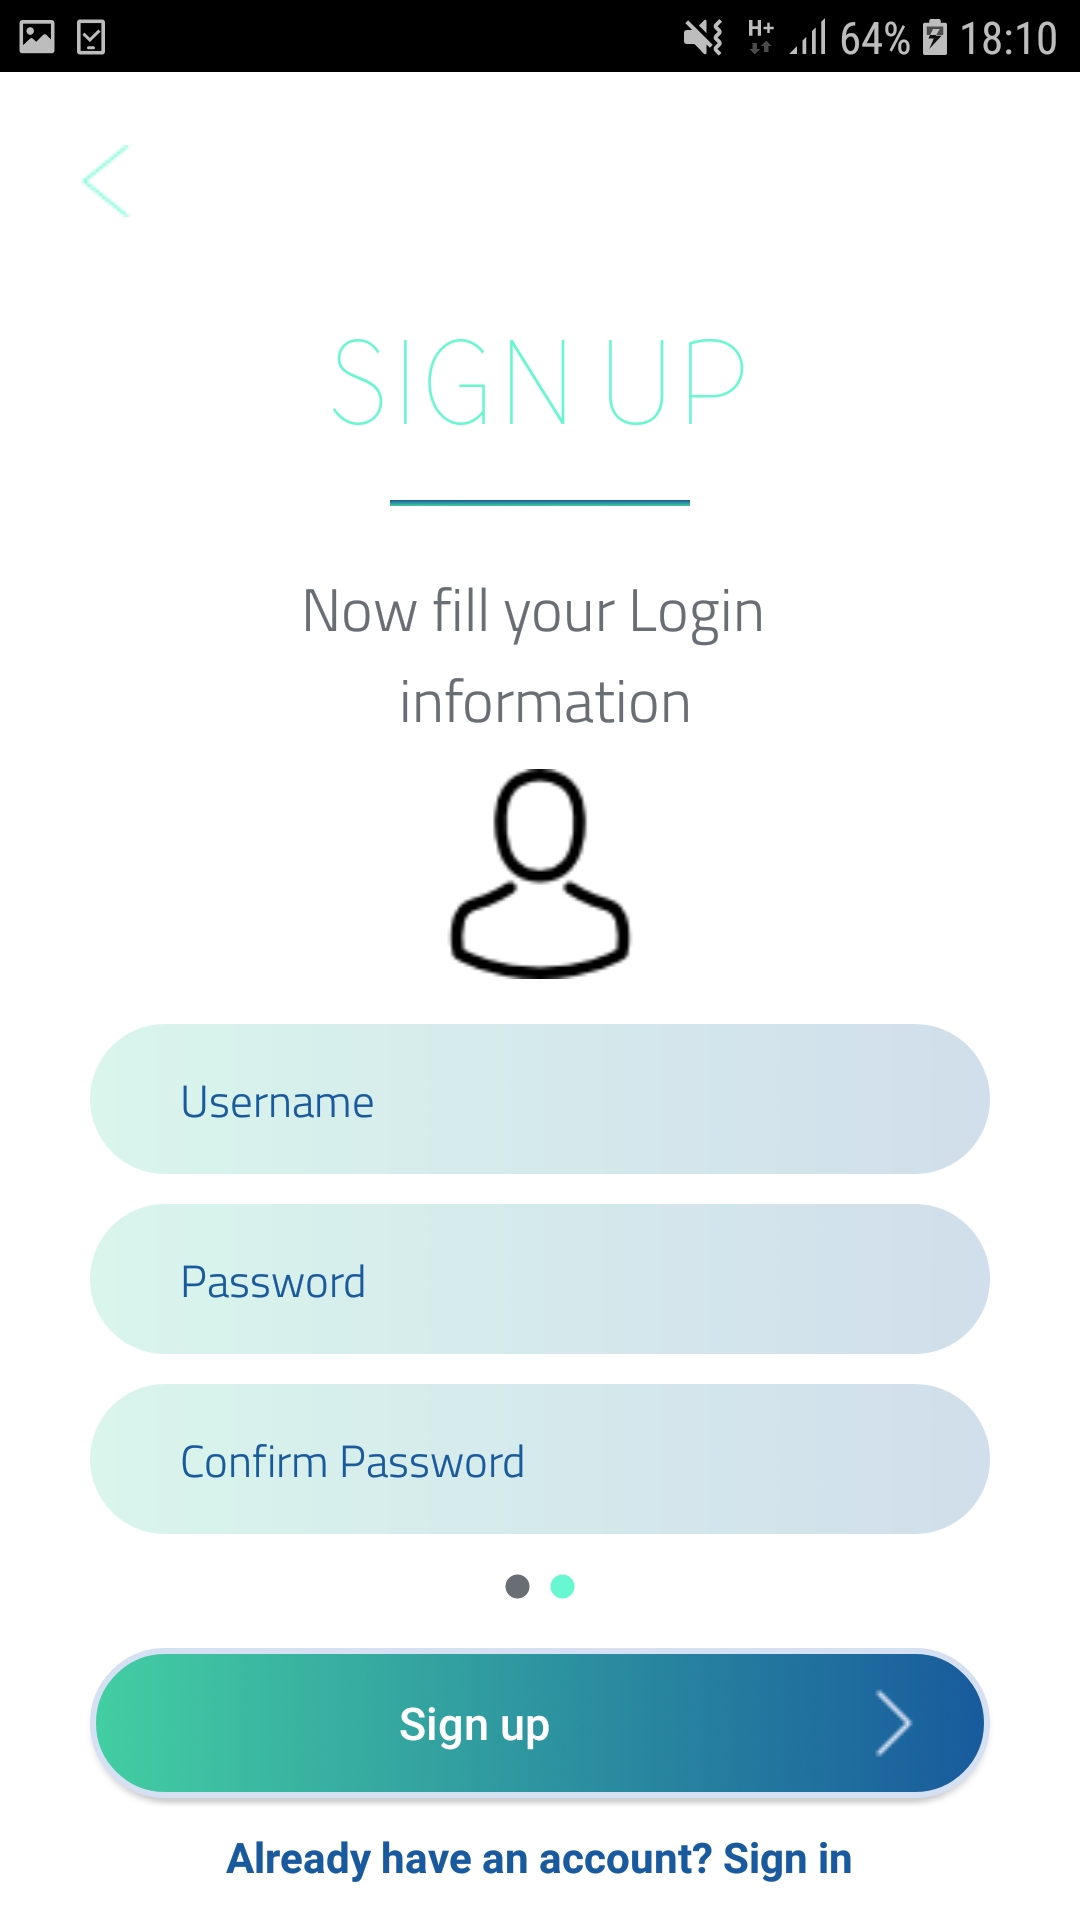 H+ 64% 18:10
SIGN UP
Now fill your Login
information
Username
Password
Confirm Password
Sign up
Already have an account? Sign in